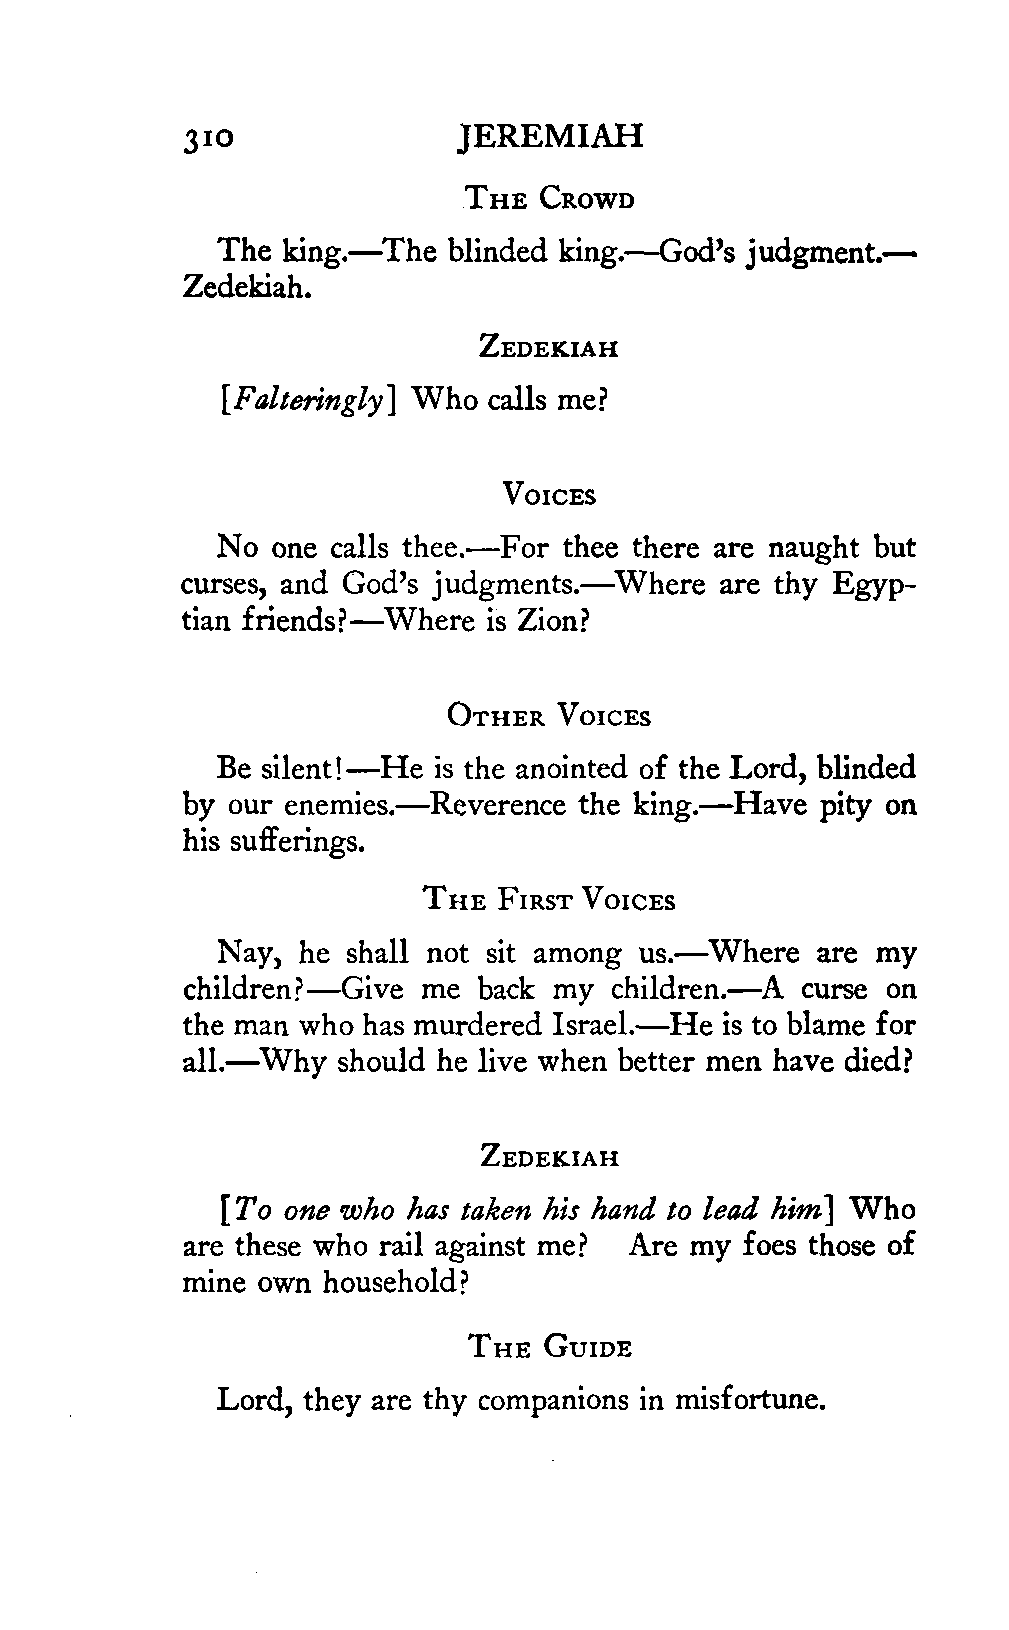 310 JEREMIAH
THE CROWD
The king.—The blinded king.—God's judgment.—
Zedekiah.
ZEDEKIAH
[Falteringly] Who calls me?
VOICES
No one calls thee.—For thee there are naught but
curses, and God's judgments.—Where are thy Egyp-
tian friends?—Where is Zion?
OTHER VOICES
Be silent!—He is the anointed of the Lord, blinded
by our enemies.—Reverence the king.—Have pity on
his sufferings.
THE FIRST VOICES
Nay, he shall not sit among us.—Where are my
children?—Give me back my children.—A curse on
the man who has murdered Israel.—He is to blame for
all.—Why should he live when better men have died?
ZEDEKIAH
[To one who has taken his hand to lead him] Who
are these who rail against me? Are my foes those of
mine own household?
THE GUIDE
Lord, they are thy companions in misfortune.